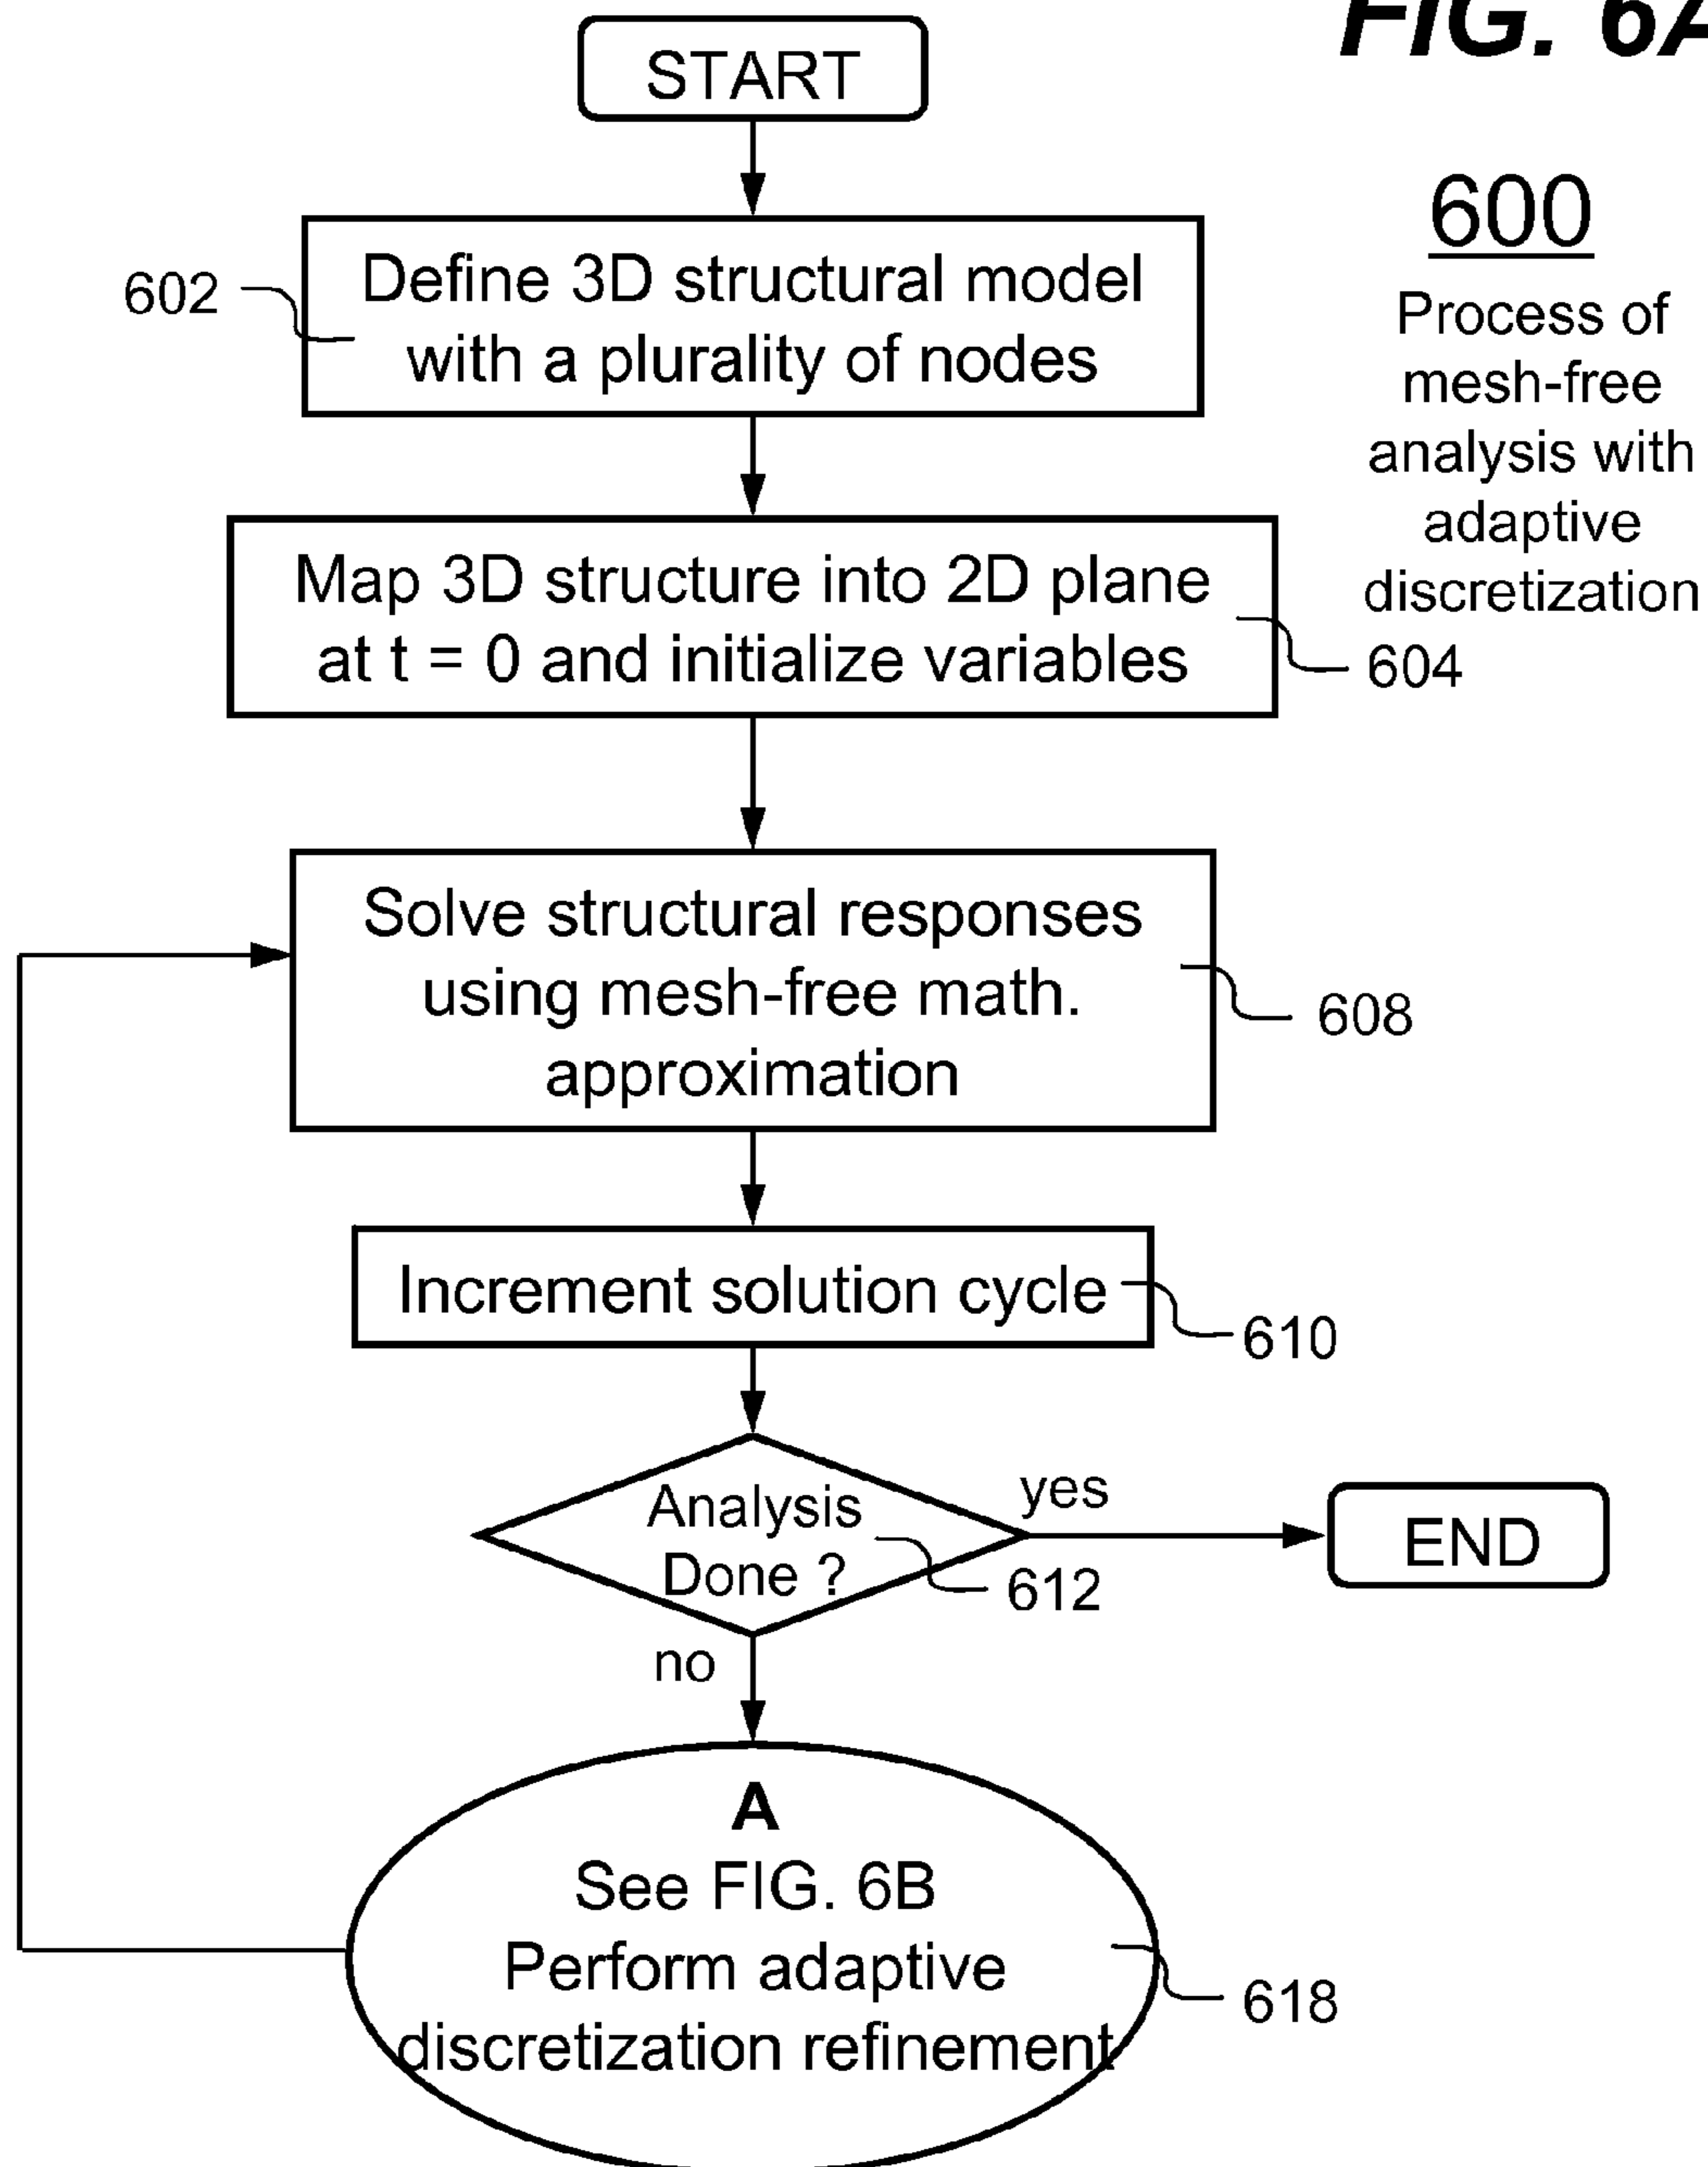 FIG. 6A
START
600
Process of
mesh-free
analysis with
adaptive
discretization
602
Define 3D structural model
with a plurality of nodes
Map 3D structure into 2D plane
at t = 0 and initialize variables
604
Solve structural responses
using mesh-free math.
approximation
608
Increment solution cycle
610
Analysis
Done ?
612
yes
END
no
A
See FIG. 6B
Perform adaptive
discretization refinement
618